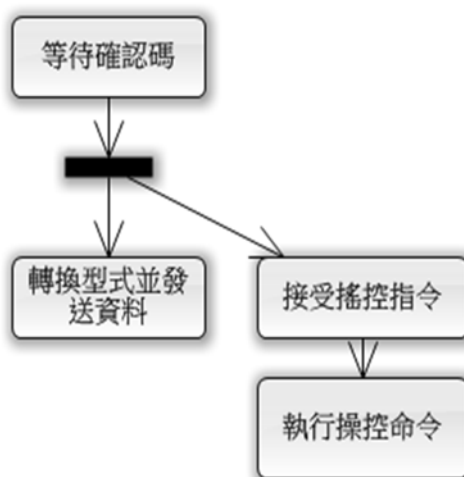 等待確認碼
轉換型式並發
送資料
接受搖控指令
執行操控命令